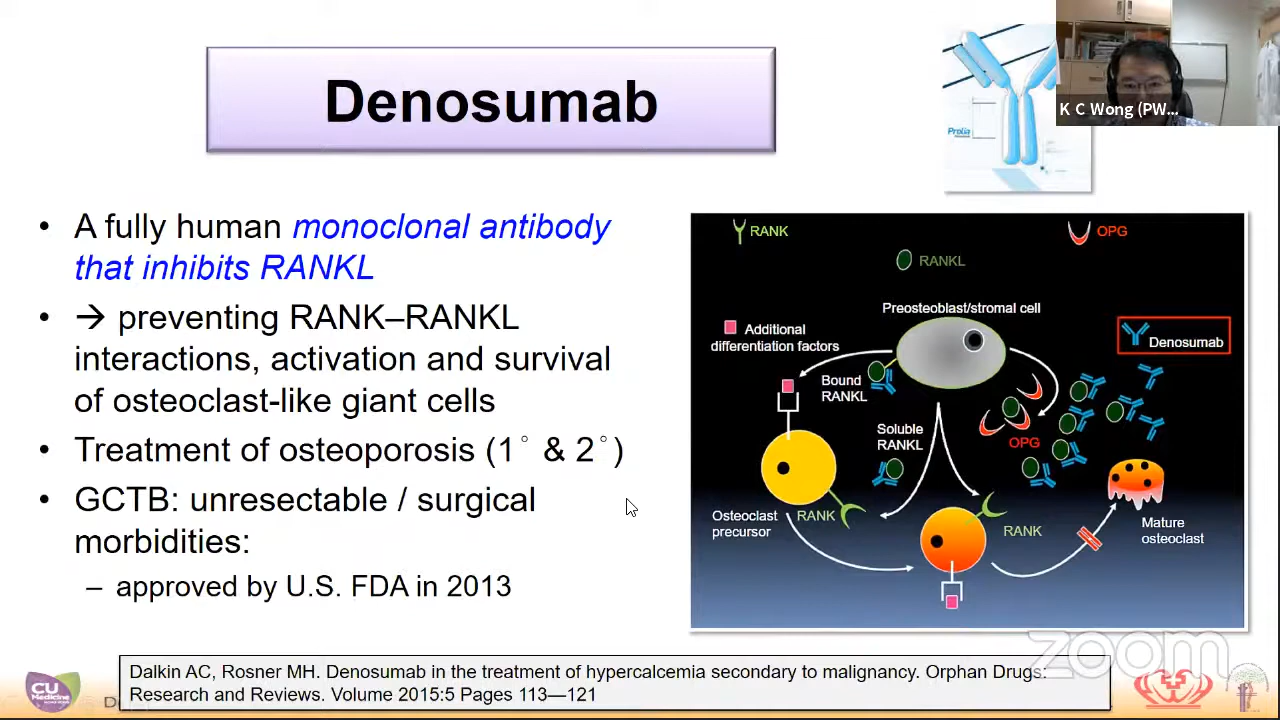 Denosumab
Prolia
K C Wong (PW...
• A fully human monoclonal antibody
that inhibits RANKL
• → preventing RANK–RANKL
interactions, activation and survival
of osteoclast-like giant cells
• Treatment of osteoporosis (1° & 2°)
• GCTB: unresectable / surgical
morbidities:
– approved by U.S. FDA in 2013
RANK
OPG
RANKL
Preosteoblast/stromal cell
Additional
differentiation factors
Denosumab
Bound
RANKL
Soluble
RANKL
OPG
Osteoclast
precursor
RANK
RANK
Mature
osteoclast
zoom
Dalkin AC, Rosner MH. Denosumab in the treatment of hypercalcemia secondary to malignancy. Orphan Drugs:
Research and Reviews. Volume 2015:5 Pages 113—121
CU
Medicine